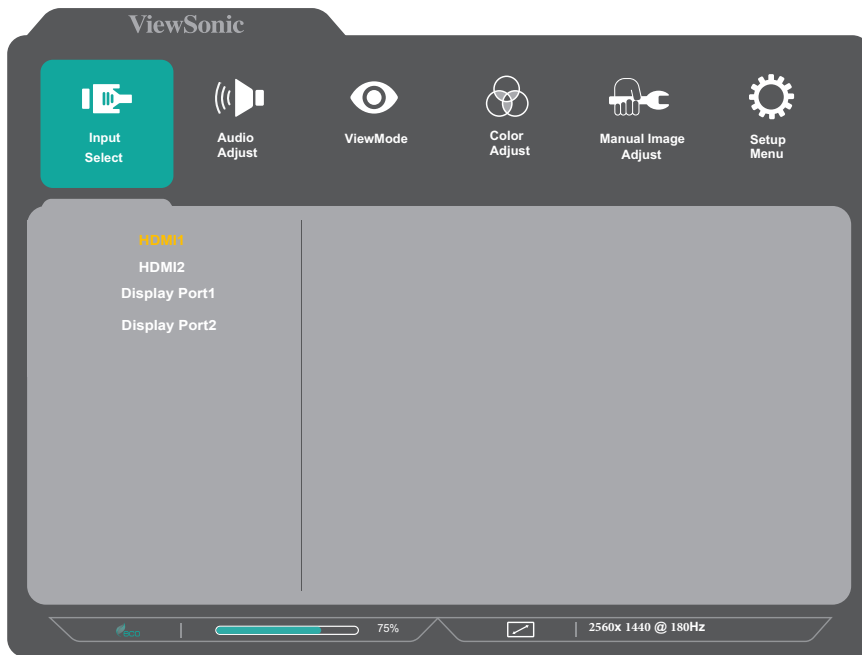 ViewSonic
Input
Select
Audio
Adjust
ViewMode
Color
Adjust
Manual Image
Adjust
Setup
Menu
HDMI1
HDMI2
Display Port1
Display Port2
eco
75%
2560x 1440 @ 180Hz